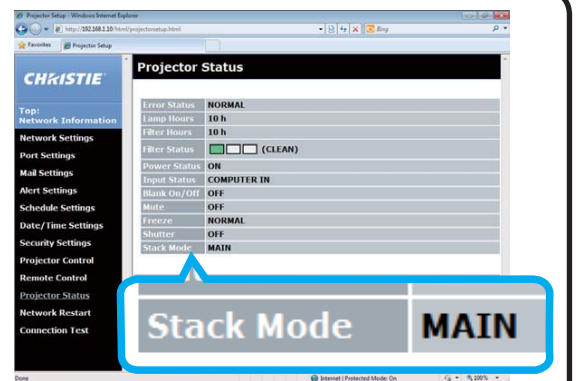 Projector Setup - Windows Internet Explorer
http://192.168.1.10/html/projectorsetup.html
Bing
Favorites Projector Setup
CHRISTIE
Projector Status
Top:
Network Information
Network Settings
Port Settings
Mail Settings
Alert Settings
Schedule Settings
Date/Time Settings
Security Settings
Projector Control
Remote Control
Projector Status
Network Restart
Connection Test
Error Status NORMAL
Lamp Hours 10 h
Filter Hours 10 h
Filter Status (CLEAN)
Power Status ON
Input Status COMPUTER IN
Blank On/Off OFF
Mute OFF
Freeze NORMAL
Shutter OFF
Stack Mode MAIN
Stack Mode MAIN
Done Internet | Protected Mode: On 100%